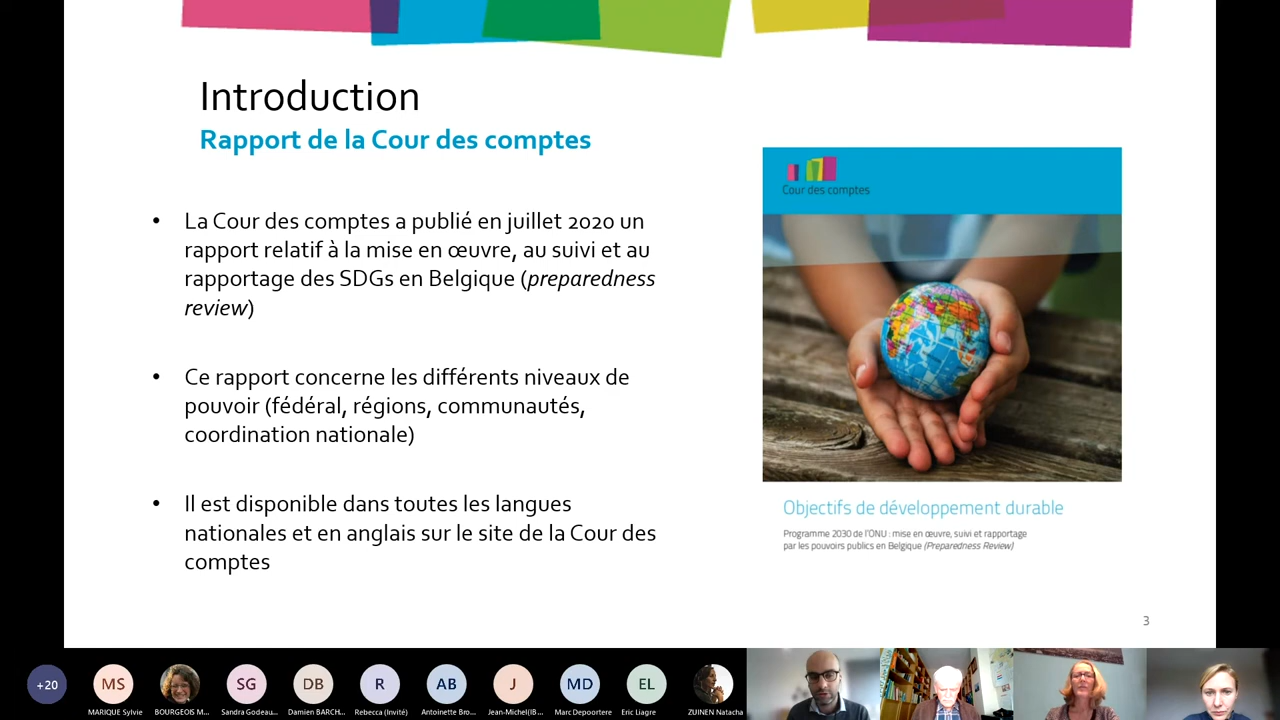 Introduction
Rapport de la Cour des comptes
• La Cour des comptes a publié en juillet 2020 un
rapport relatif à la mise en œuvre, au suivi et au
rapportage des SDGs en Belgique (preparedness
review)
• Ce rapport concerne les différents niveaux de
pouvoir (fédéral, régions, communautés,
coordination nationale)
• Il est disponible dans toutes les langues
nationales et en anglais sur le site de la Cour des
comptes
Cour des comptes
Objectifs de développement durable
Programme 2030 de l'ONU : mise en œuvre, suivi et rapportage
par les pouvoirs publics en Belgique (Preparedness Review)
3
+20
MS
SG
DB
R
AB
J
MD
EL
MARIQUE Sylvie
BOURGEOIS M...
Sandra Godeau...
Damien BARCH...
Rebecca (Invité)
Antoinette Bro...
Jean-Michel(IB ...
Marc Depoortere
Eric Liagre
ZUINEN Natacha